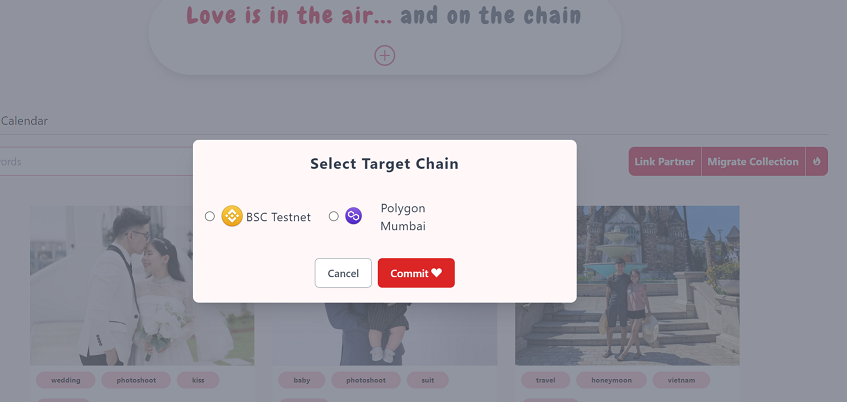 Love is in the air... and on the chain
Calendar
ords
Link Partner
Migrate Collection
Select Target Chain
BSC Testnet
Polygon
Mumbai
Cancel
Commit
wedding
photoshoot
kiss
baby
photoshoot
suit
travel
honeymoon
vietnam